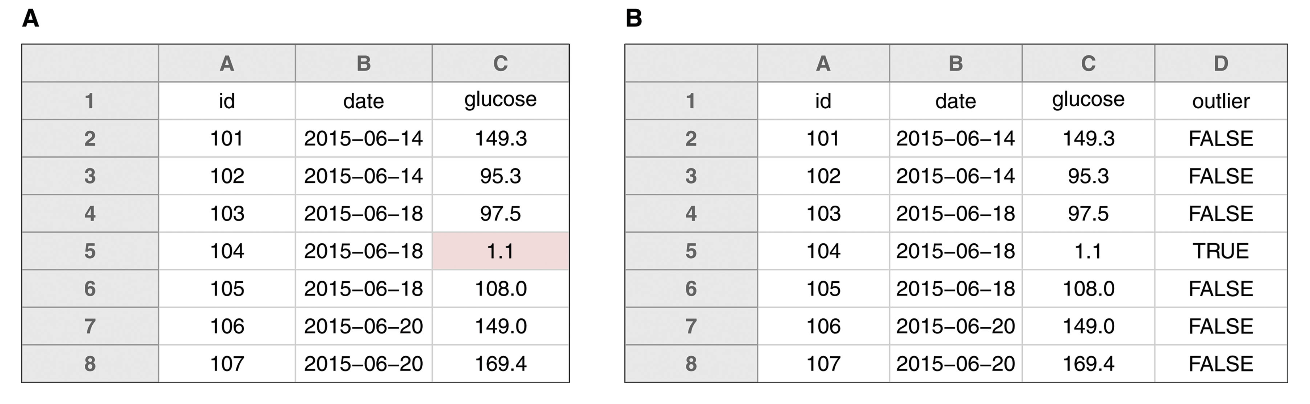 A
A B C
1 id date glucose
2 101 2015–06–14 149.3
3 102 2015–06–14 95.3
4 103 2015–06–18 97.5
5 104 2015–06–18 1.1
6 105 2015–06–18 108.0
7 106 2015–06–20 149.0
8 107 2015–06–20 169.4
B
A B C D
1 id date glucose outlier
2 101 2015–06–14 149.3 FALSE
3 102 2015–06–14 95.3 FALSE
4 103 2015–06–18 97.5 FALSE
5 104 2015–06–18 1.1 TRUE
6 105 2015–06–18 108.0 FALSE
7 106 2015–06–20 149.0 FALSE
8 107 2015–06–20 169.4 FALSE